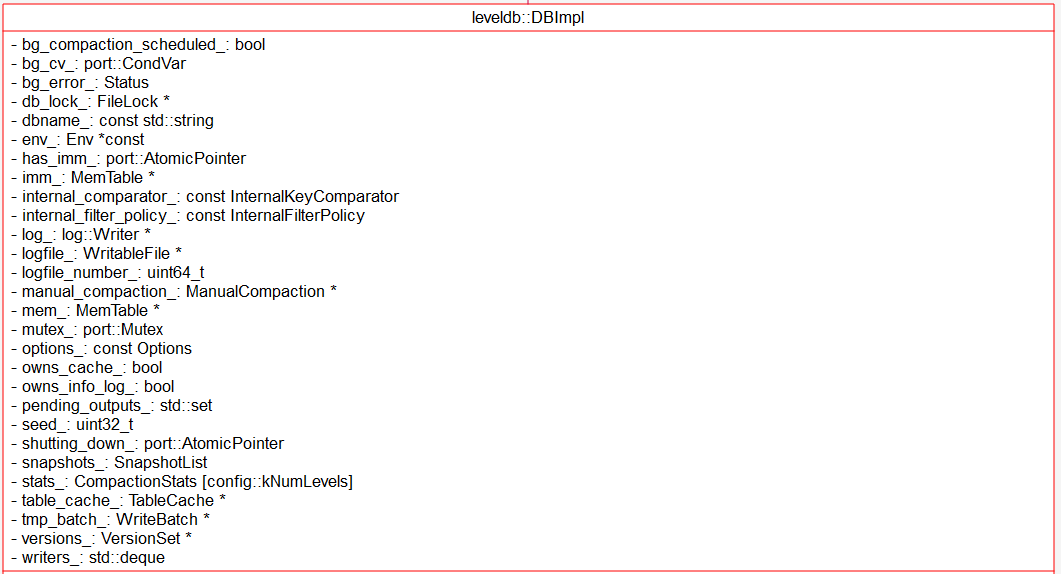 leveldb::DBImpl
- bg_compaction_scheduled_: bool
- bg_cv_: port::CondVar
- bg_error_: Status
- db_lock_: FileLock *
- dbname_: const std::string
- env_: Env *const
- has_imm_: port::AtomicPointer
- imm_: MemTable *
- internal_comparator_: const InternalKeyComparator
- internal_filter_policy_: const InternalFilterPolicy
- log_: log::Writer *
- logfile_: WritableFile *
- logfile_number_: uint64_t
- manual_compaction_: ManualCompaction *
- mem_: MemTable *
- mutex_: port::Mutex
- options_: const Options
- owns_cache_: bool
- owns_info_log_: bool
- pending_outputs_: std::set
- seed_: uint32_t
- shutting_down_: port::AtomicPointer
- snapshots_: SnapshotList
- stats_: CompactionStats [config::kNumLevels]
- table_cache_: TableCache *
- tmp_batch_: WriteBatch *
- versions_: VersionSet *
- writers_: std::deque